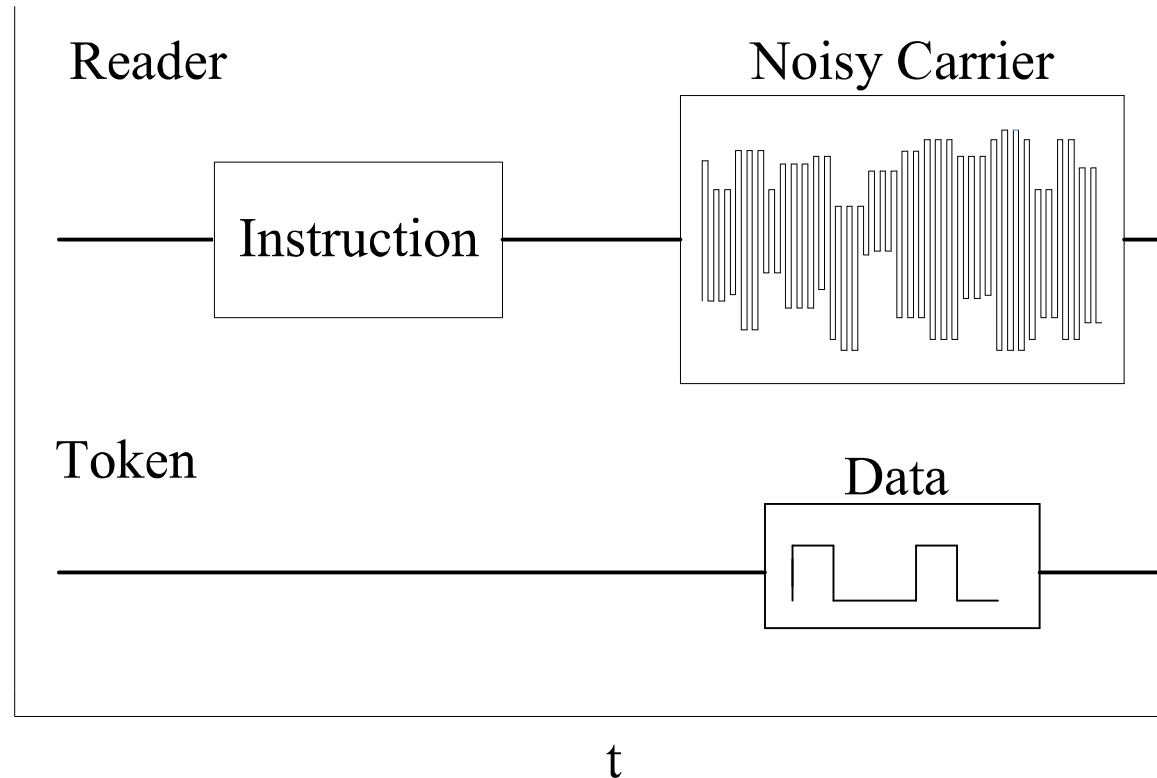 Reader
Noisy Carrier
Instruction
Token
Data
t